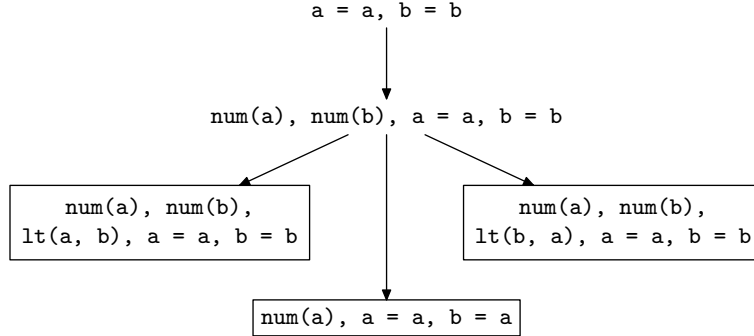 a = a, b = b
num(a), num(b), a = a, b = b
num(a), num(b),
lt(a, b), a = a, b = b
num(a), num(b),
lt(b, a), a = a, b = b
num(a), a = a, b = a